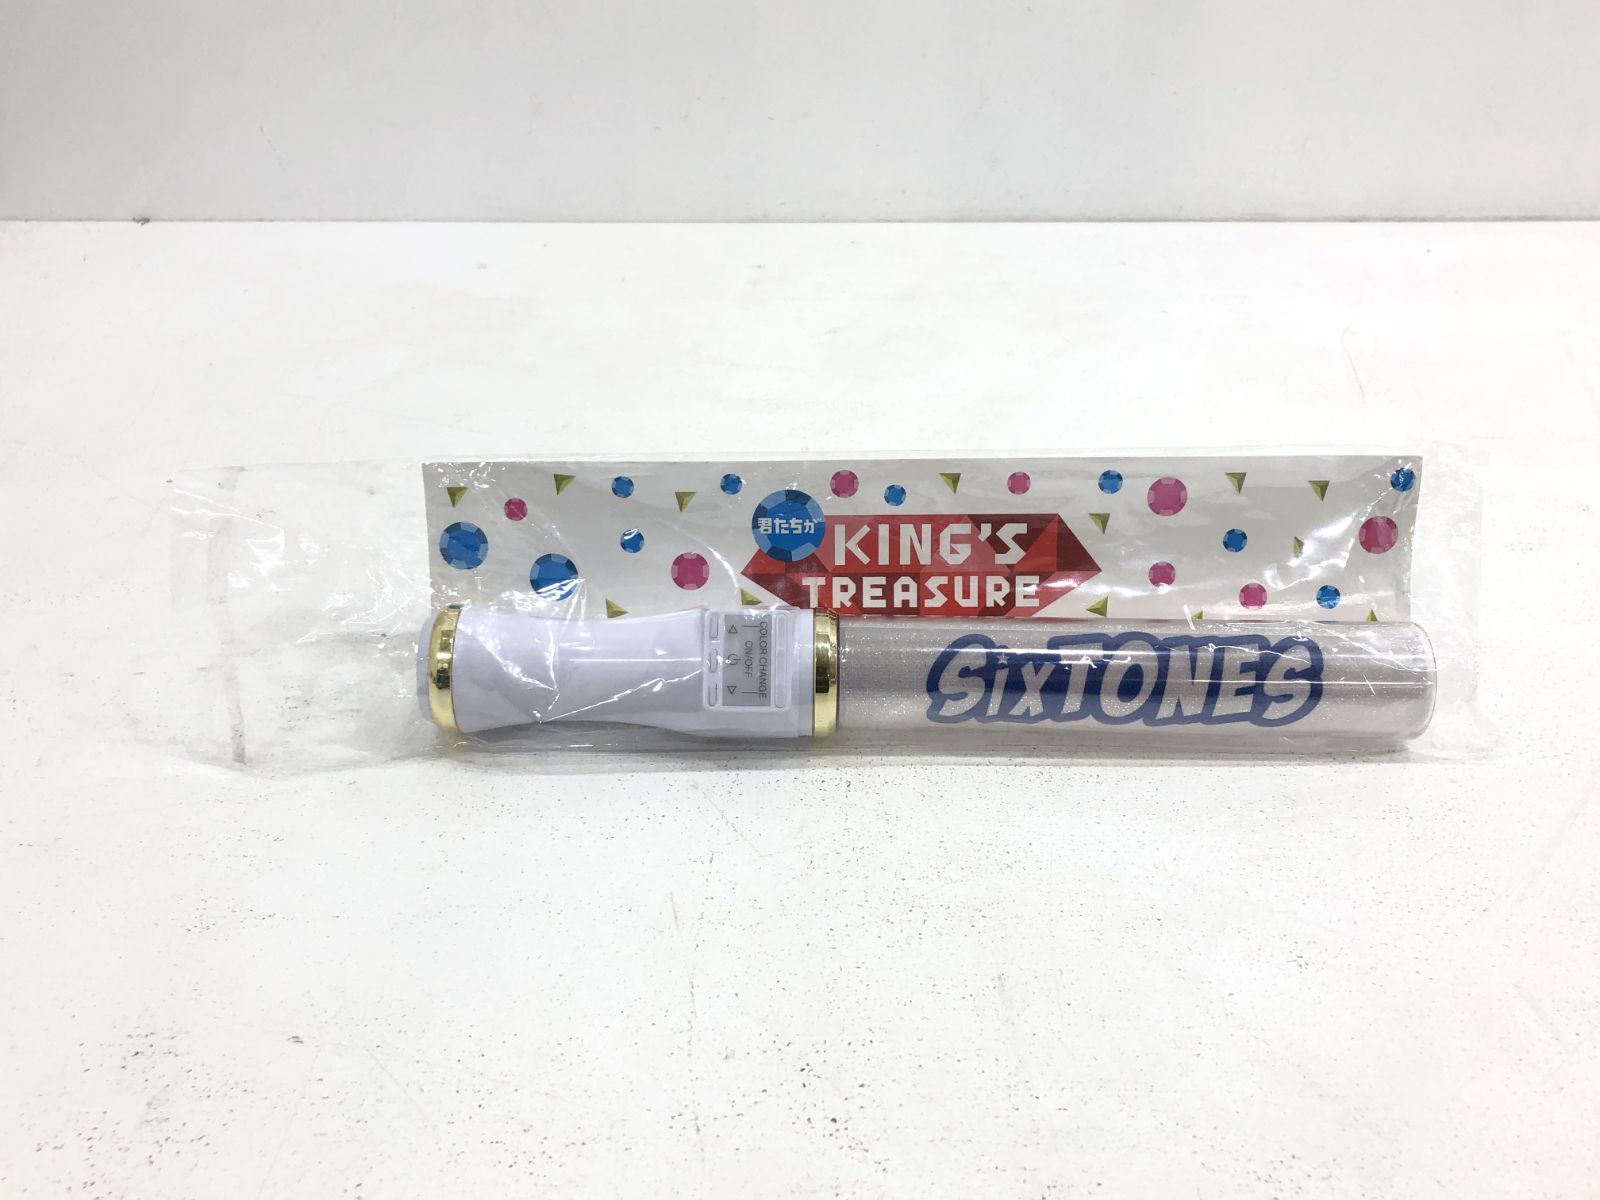 君たちが
KING'S
TREASURE
COLOR CHANGE
ON/OFF
SixTONES